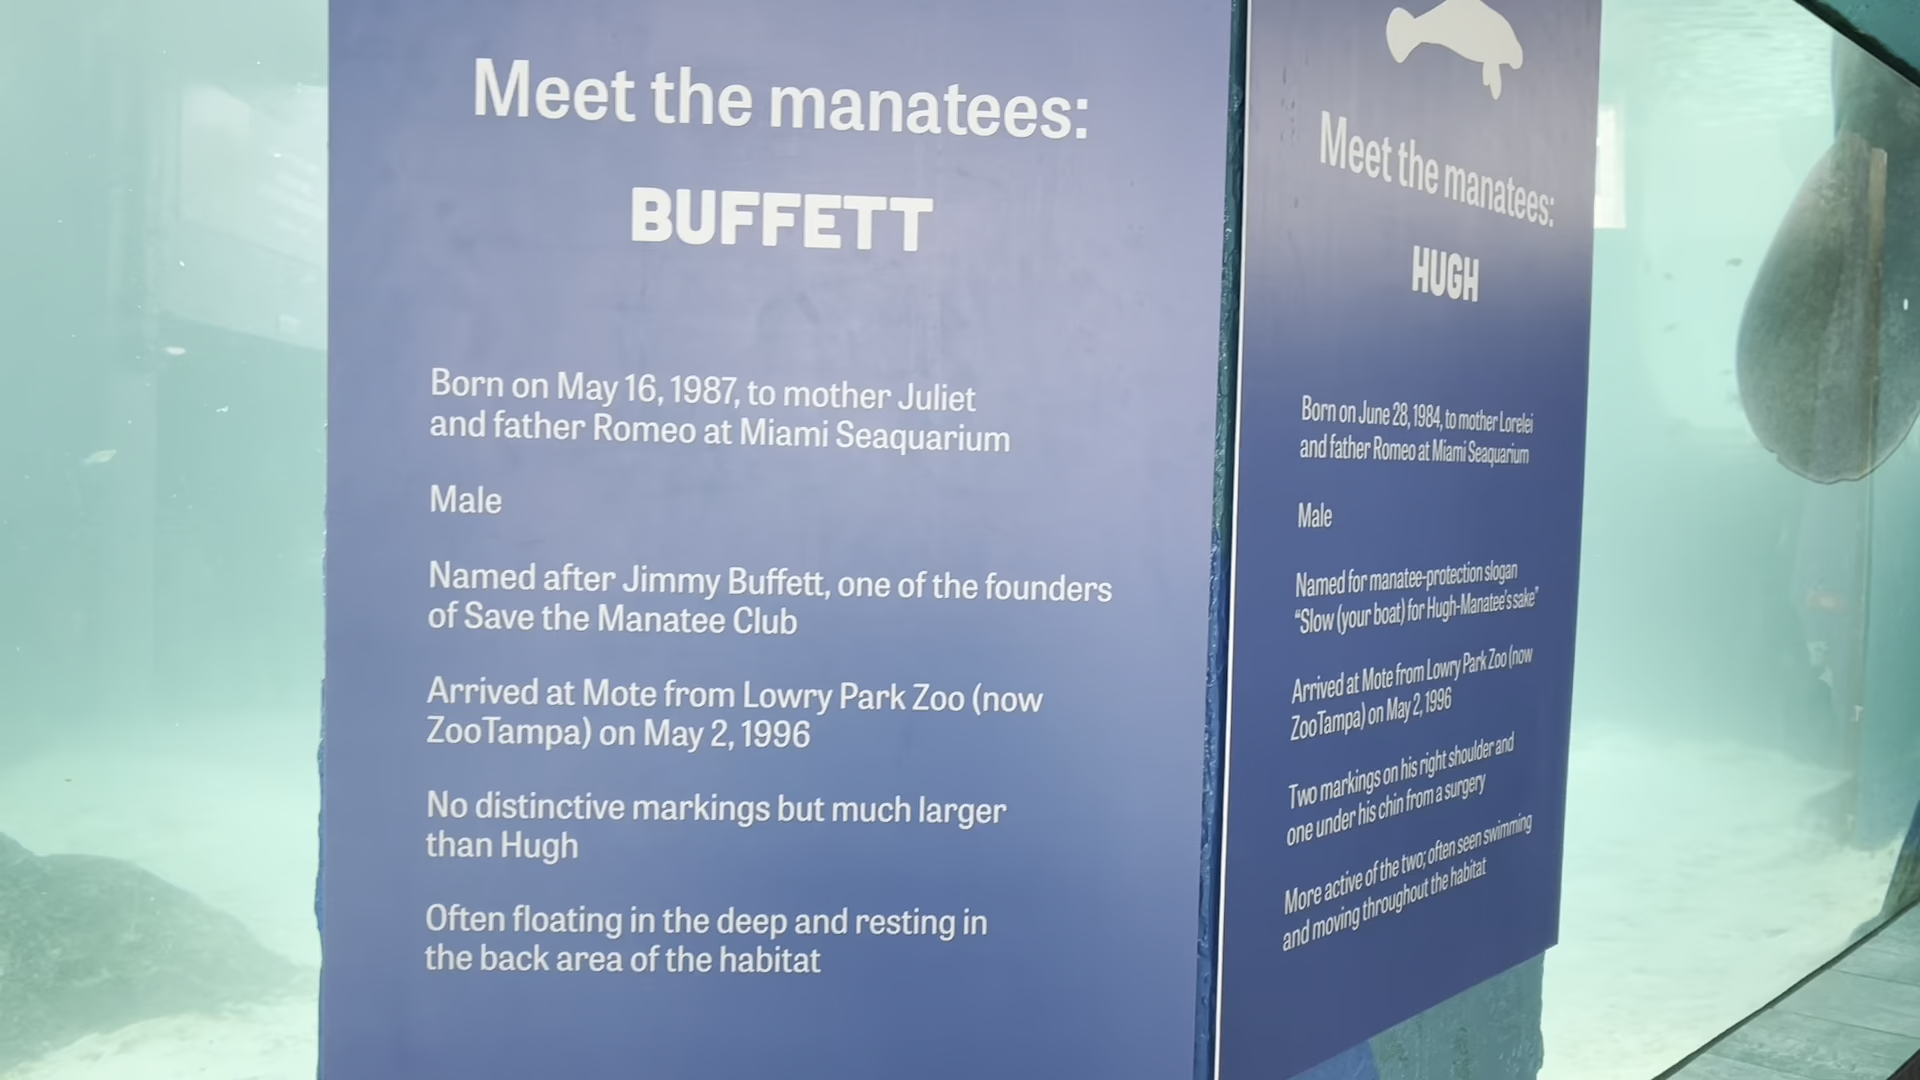 Meet the manatees:
BUFFETT
Born on May 16, 1987, to mother Juliet
and father Romeo at Miami Seaquarium
Male
Named after Jimmy Buffett, one of the founders
of Save the Manatee Club
Arrived at Mote from Lowry Park Zoo (now
ZooTampa) on May 2, 1996
No distinctive markings but much larger
than Hugh
Often floating in the deep and resting in
the back area of the habitat
Meet the manatees:
HUGH
Born on June 28, 1984, to mother Lorelei
and father Romeo at Miami Seaquarium
Male
Named for manatee-protection slogan
“Slow (your boat) for Hugh-Manatee’s sake”
Arrived at Mote from Lowry Park Zoo (now
ZooTampa) on May 2, 1996
Two markings on his right shoulder and
one under his chin from a surgery
More active of the two; often seen swimming
and moving throughout the habitat